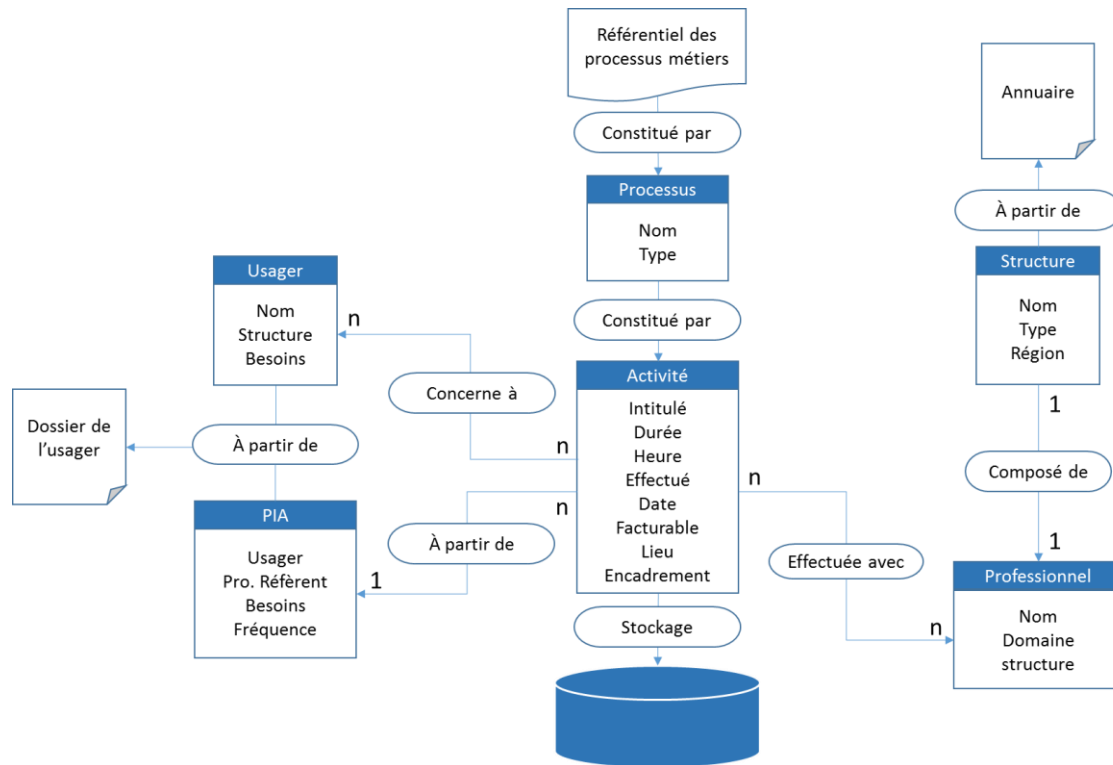 Référentiel des
processus métiers
Annuaire
Constitué par
Processus
Nom
Type
À partir de
Usager
Nom
Structure
Besoins
n
Structure
Nom
Type
Région
1
Constitué par
Concerne à
n
Activité
Intitulé
Durée
Heure
Effectué
Date
Facturable
Lieu
Encadrement
n
n
Dossier de
l'usager
À partir de
Composé de
PIA
Usager
Pro. Réfèrent
Besoins
Fréquence
À partir de
1
Effectuée avec
n
1
Professionnel
Nom
Domaine
structure
Stockage